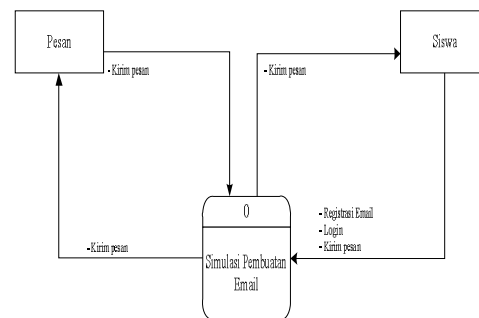 Pesan
Siswa
- Kirim pesan
- Kirim pesan
0
- Registrasi Email
- Login
- Kirim pesan
- Kirim pesan
Simulasi Pembuatan
Email